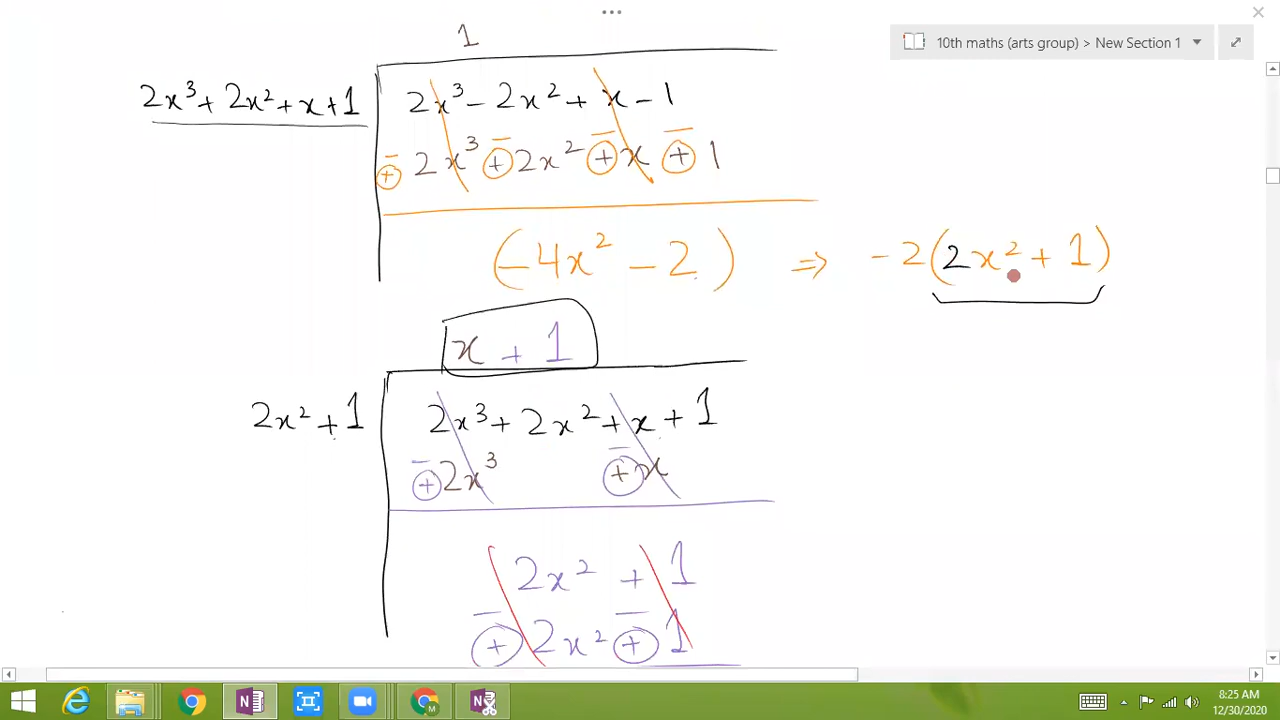 10th maths (arts group) > New Section 1
1
2x³ + 2x² + x + 1
2x³ - 2x² + x - 1
2x³ + 2x² + x + 1
(-4x² - 2) ⇒ -2(2x² + 1)
x + 1
2x² + 1
2x³ + 2x² + x + 1
+ 2x³ + x
2x² + 1
+ 2x² + 1
8:25 AM
12/30/2020